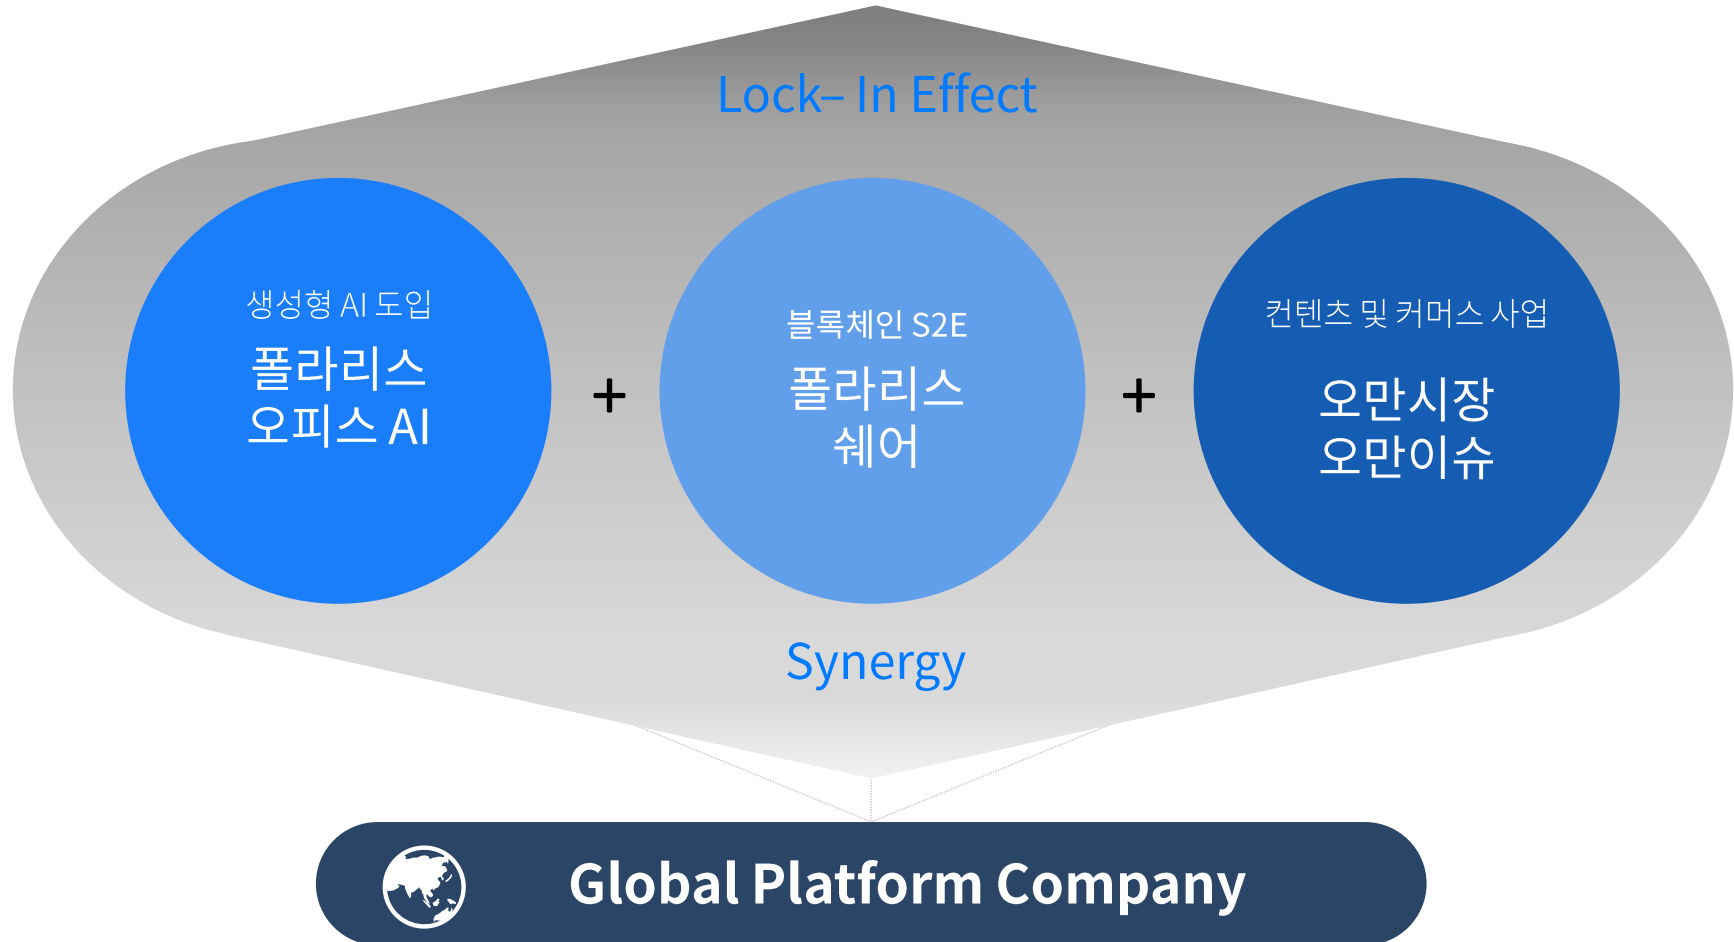 Lock– In Effect
생성형 AI 도입
폴라리스
오피스 AI
+
블록체인 S2E
폴라리스
쉐어
+
컨텐츠 및 커머스 사업
오만시장
오만이슈
Synergy
Global Platform Company